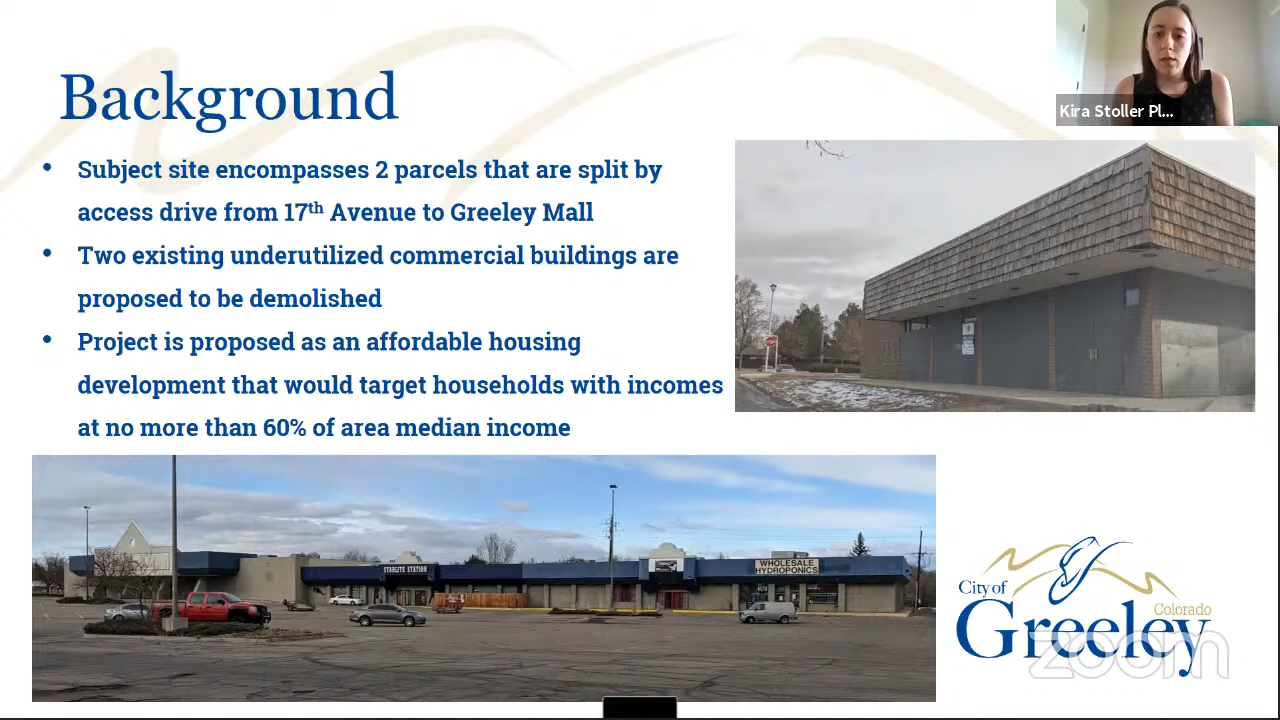 Background
Kira Stoller Pl...
• Subject site encompasses 2 parcels that are split by
access drive from 17th Avenue to Greeley Mall
• Two existing underutilized commercial buildings are
proposed to be demolished
• Project is proposed as an affordable housing
development that would target households with incomes
at no more than 60% of area median income
STARLITE STATION
WHOLESALE
HYDROPONICS
City of
Colorado
Greeley
zoom